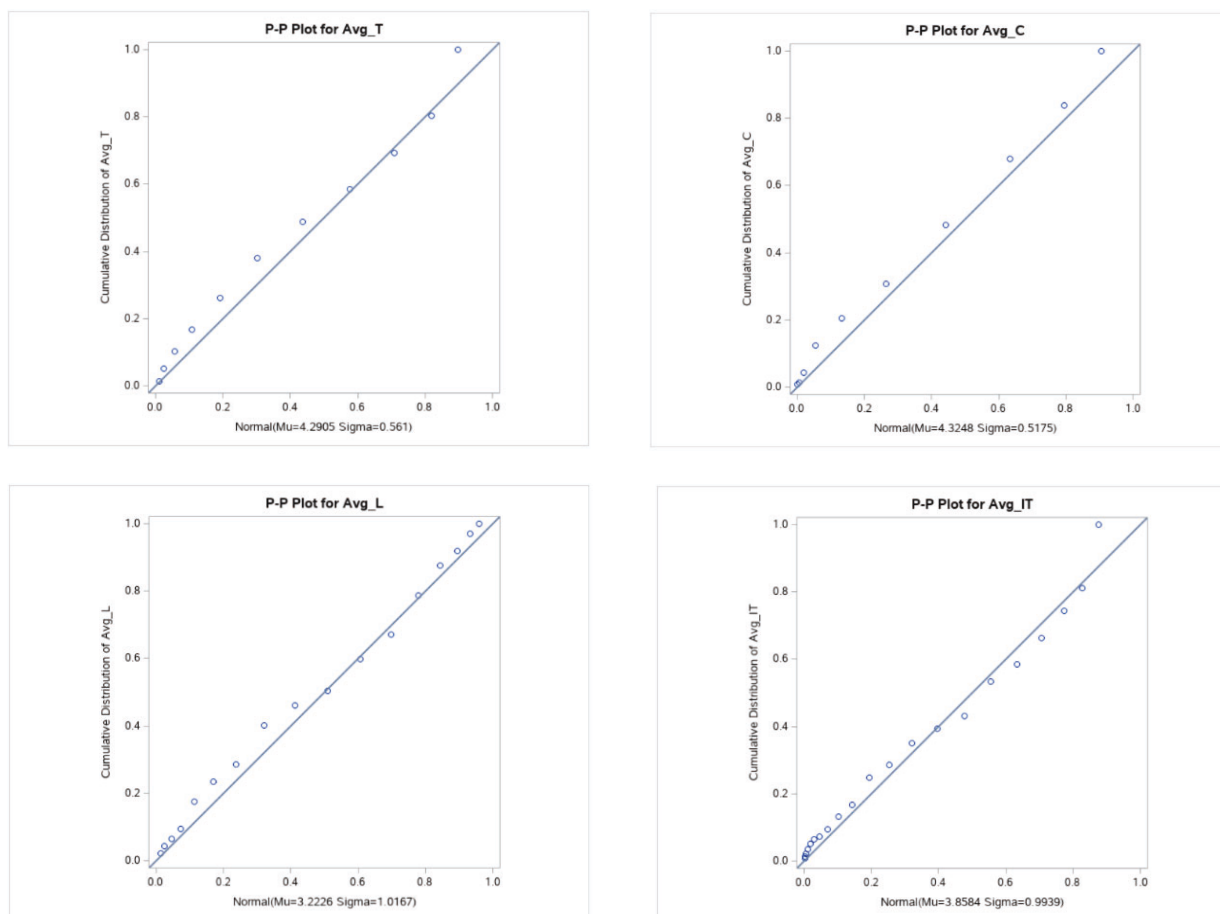 P-P Plot for Avg_T
1.0
0.8
0.6
0.4
0.2
0.0
Cumulative Distribution of Avg_T
0.0 0.2 0.4 0.6 0.8 1.0
Normal(Mu=4.2905 Sigma=0.561)
P-P Plot for Avg_C
1.0
0.8
0.6
0.4
0.2
0.0
Cumulative Distribution of Avg_C
0.0 0.2 0.4 0.6 0.8 1.0
Normal(Mu=4.3248 Sigma=0.5175)
P-P Plot for Avg_L
1.0
0.8
0.6
0.4
0.2
0.0
Cumulative Distribution of Avg_L
0.0 0.2 0.4 0.6 0.8 1.0
Normal(Mu=3.2226 Sigma=1.0167)
P-P Plot for Avg_IT
1.0
0.8
0.6
0.4
0.2
0.0
Cumulative Distribution of Avg_IT
0.0 0.2 0.4 0.6 0.8 1.0
Normal(Mu=3.8584 Sigma=0.9939)